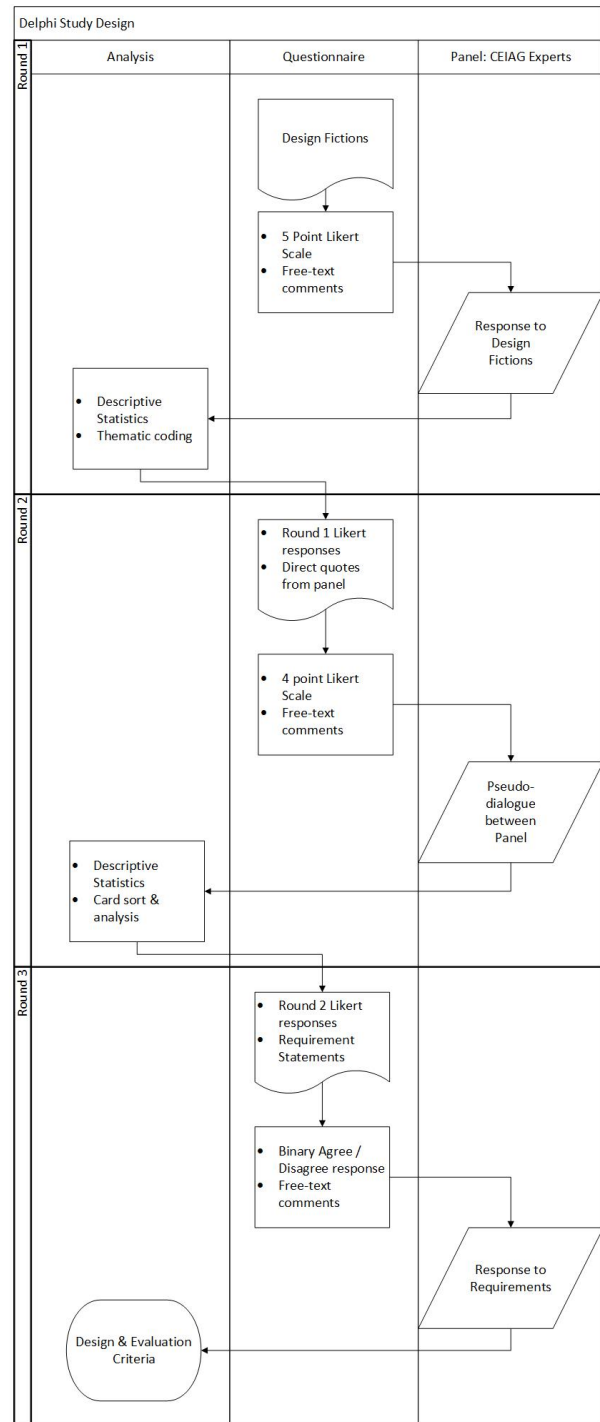 Delphi Study Design
Round 1
Analysis
Questionnaire
Panel: CEIAG Experts
Design Fictions
• 5 Point Likert
Scale
• Free-text
comments
Response to
Design
Fictions
• Descriptive
Statistics
• Thematic coding
Round 2
• Round 1 Likert
responses
• Direct quotes
from panel
• 4 point Likert
Scale
• Free-text
comments
Pseudo-
dialogue
between
Panel
• Descriptive
Statistics
• Card sort &
analysis
Round 3
• Round 2 Likert
responses
• Requirement
Statements
• Binary Agree /
Disagree response
• Free-text
comments
Response to
Requirements
Design & Evaluation
Criteria